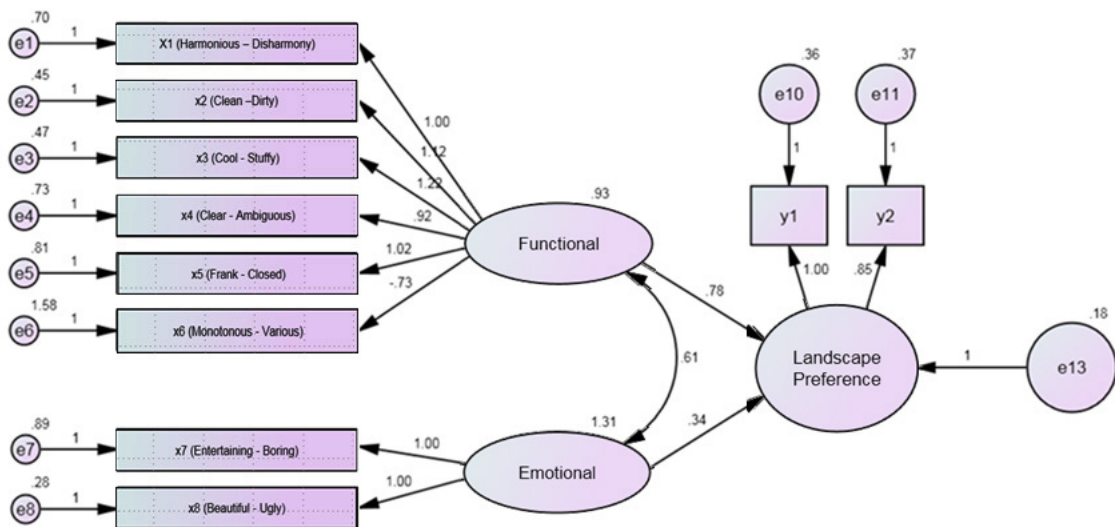 .70
e1 1 X1 (Harmonious – Disharmony)
.45
e2 1 x2 (Clean –Dirty)
.47
e3 1 x3 (Cool - Stuffy)
.73
e4 1 x4 (Clear - Ambiguous)
.81
e5 1 x5 (Frank - Closed)
1.58
e6 1 x6 (Monotonous - Various)
.89
e7 1 x7 (Entertaining - Boring)
.28
e8 1 x8 (Beautiful - Ugly)
1.00
1.12
1.22
.92
1.02
-.73
1.00
1.00
.93
Functional
1.31
Emotional
.61
.78
.34
.36
e10
1
.37
e11
1
y1
y2
1.00
.85
Landscape
Preference
1
.18
e13